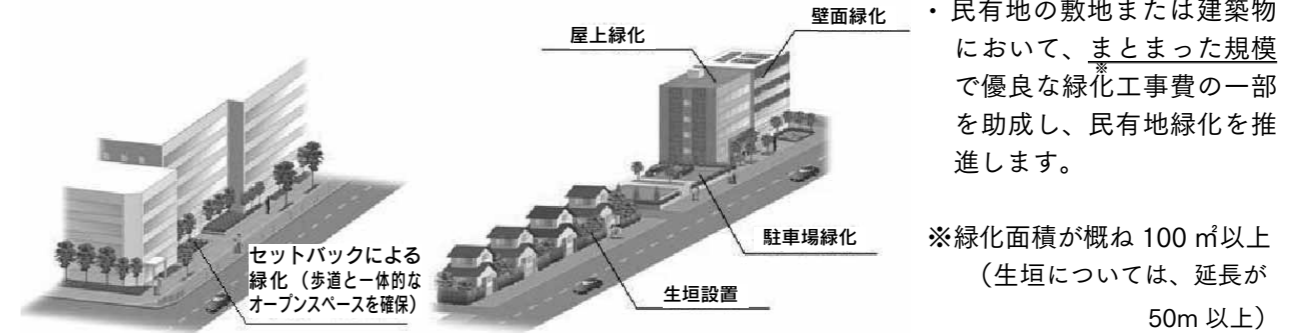 屋上緑化
壁面緑化
セットバックによる
緑化（歩道と一体的な
オープンスペースを確保）
駐車場緑化
生垣設置
・民有地の敷地または建築物
において、まとまった規模
※
で優良な緑化工事費の一部
を助成し、民有地緑化を推
進します。
※緑化面積が概ね 100 ㎡以上
（生垣については、延長が
50m 以上）